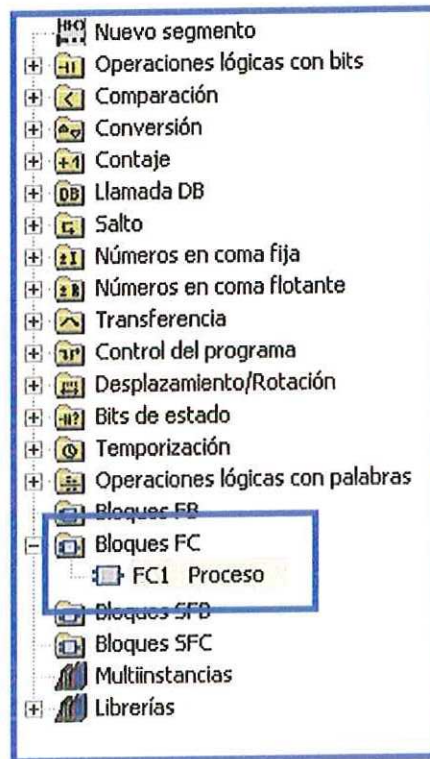 Nuevo segmento
Operaciones lógicas con bits
Comparación
Conversión
Contaje
DB Llamada DB
Salto
Números en coma fija
Números en coma flotante
Transferencia
Control del programa
Desplazamiento/Rotación
Bits de estado
Temporización
Operaciones lógicas con palabras
Bloques FB
Bloques FC
FC1 Proceso
Bloques SFB
Bloques SFC
Multiinstancias
Librerías